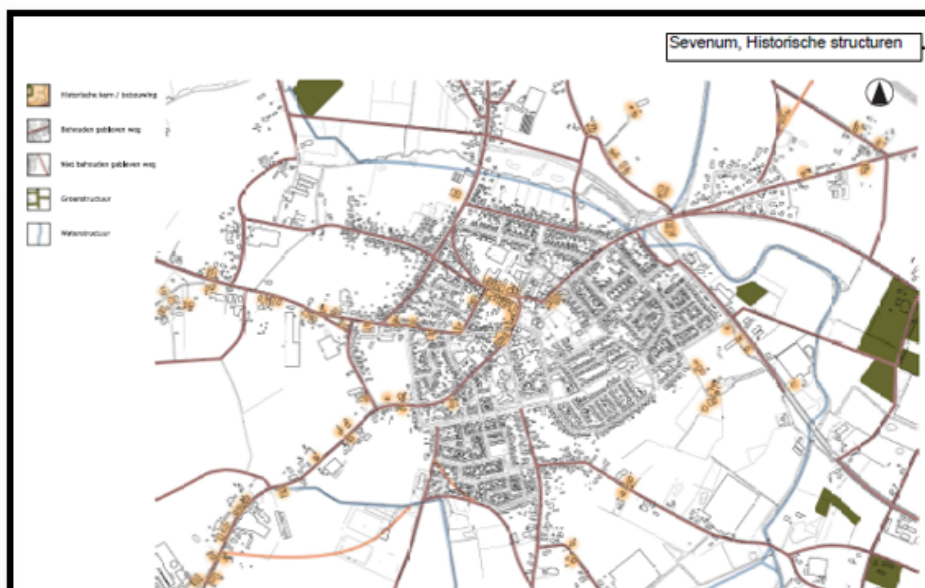 Sevenum, Historische structuren
Historische kern / bebouwing
Behouden gebleven weg
Niet behouden gebleven weg
Groenstructuur
Waterstructuur